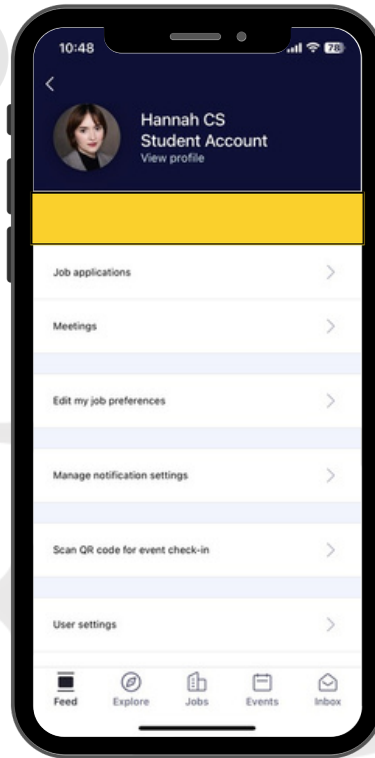 10:48
78
Hannah CS
Student Account
View profile
Job applications
Meetings
Edit my job preferences
Manage notification settings
Scan QR code for event check-in
User settings
Feed Explore Jobs Events Inbox